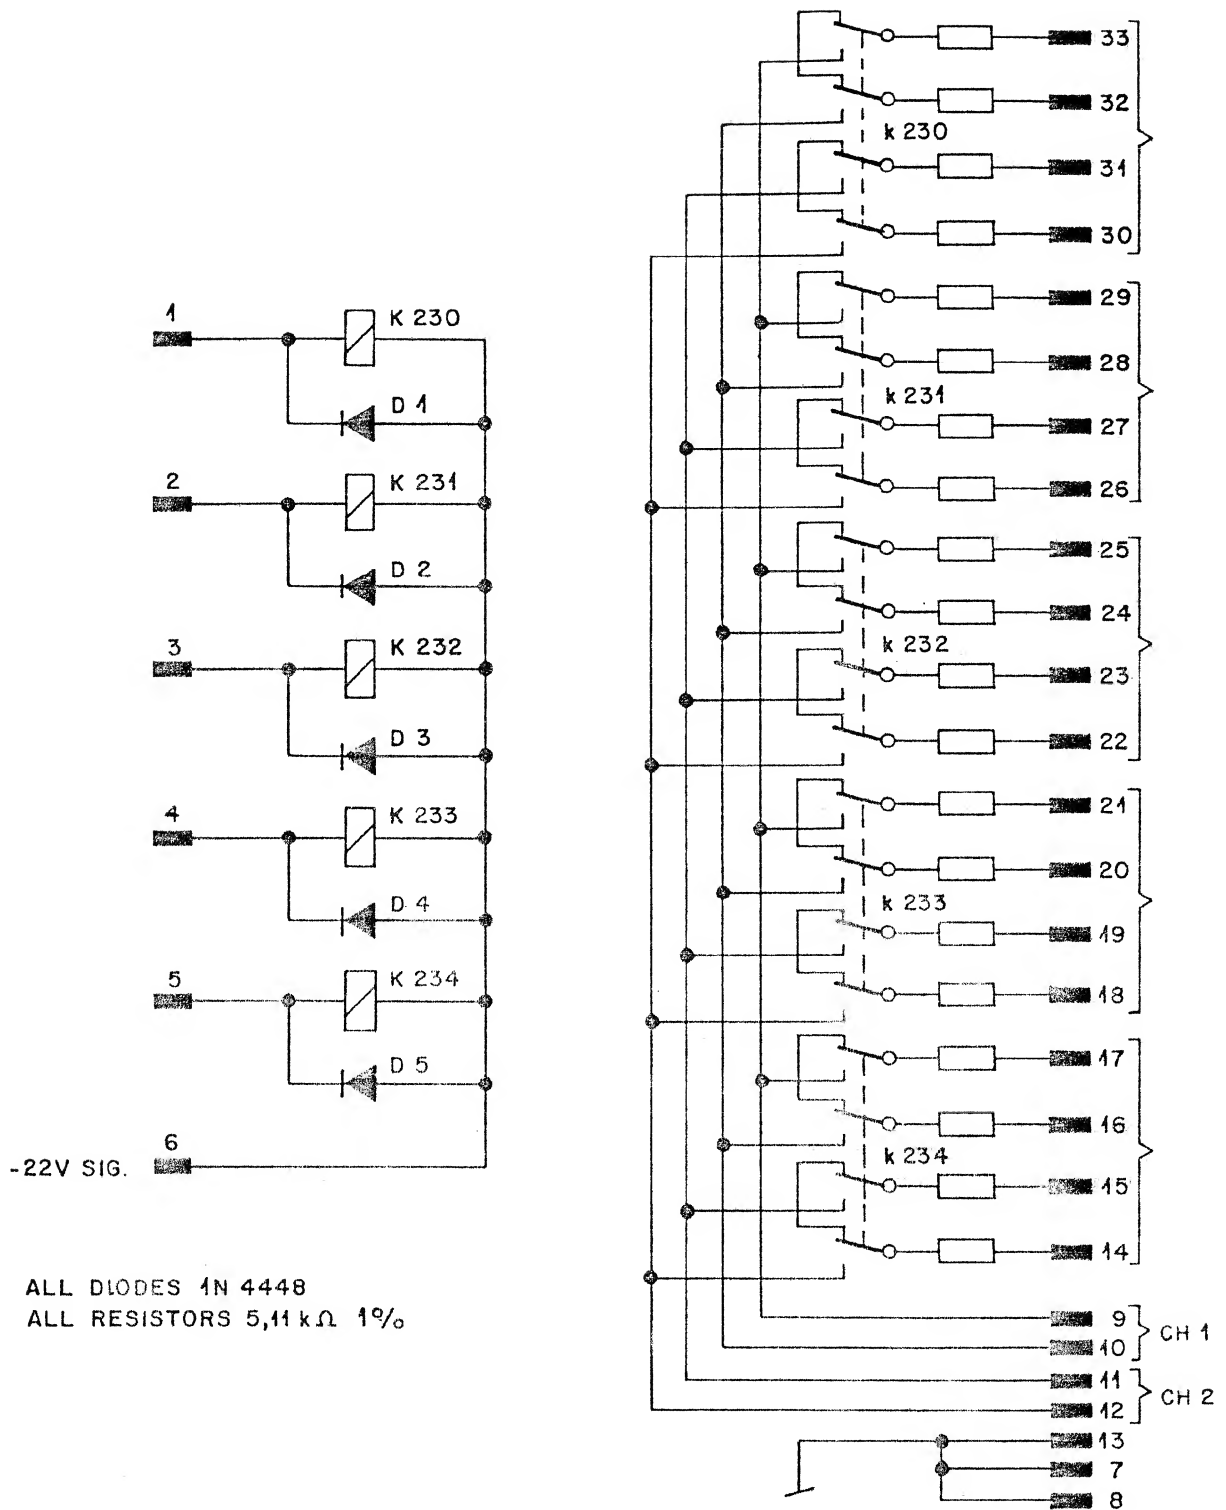 1
K 230
D 1
2
K 231
D 2
3
K 232
D 3
4
K 233
D 4
5
K 234
D 5
6
-22V SIG.
ALL DIODES 1N 4448
ALL RESISTORS 5,11 kΩ 1%
33
32
k 230
31
30
29
28
k 231
27
26
25
24
k 232
23
22
21
20
k 233
19
18
17
16
k 234
15
14
9
10
CH 1
11
12
CH 2
13
7
8